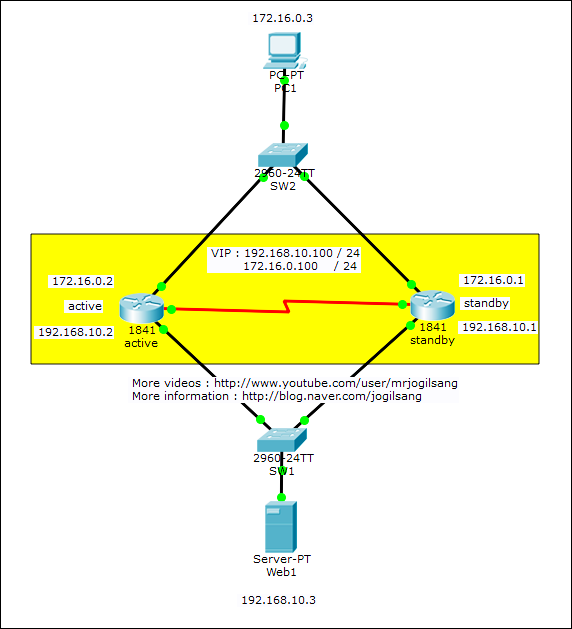 172.16.0.3
PC-PT
PC1
2960-24TT
SW2
VIP : 192.168.10.100 / 24
172.16.0.100 / 24
172.16.0.2
active
192.168.10.2
1841
active
172.16.0.1
standby
192.168.10.1
1841
standby
More videos : http://www.youtube.com/user/mrjogilsang
More information : http://blog.naver.com/jogilsang
2960-24TT
SW1
Server-PT
Web1
192.168.10.3